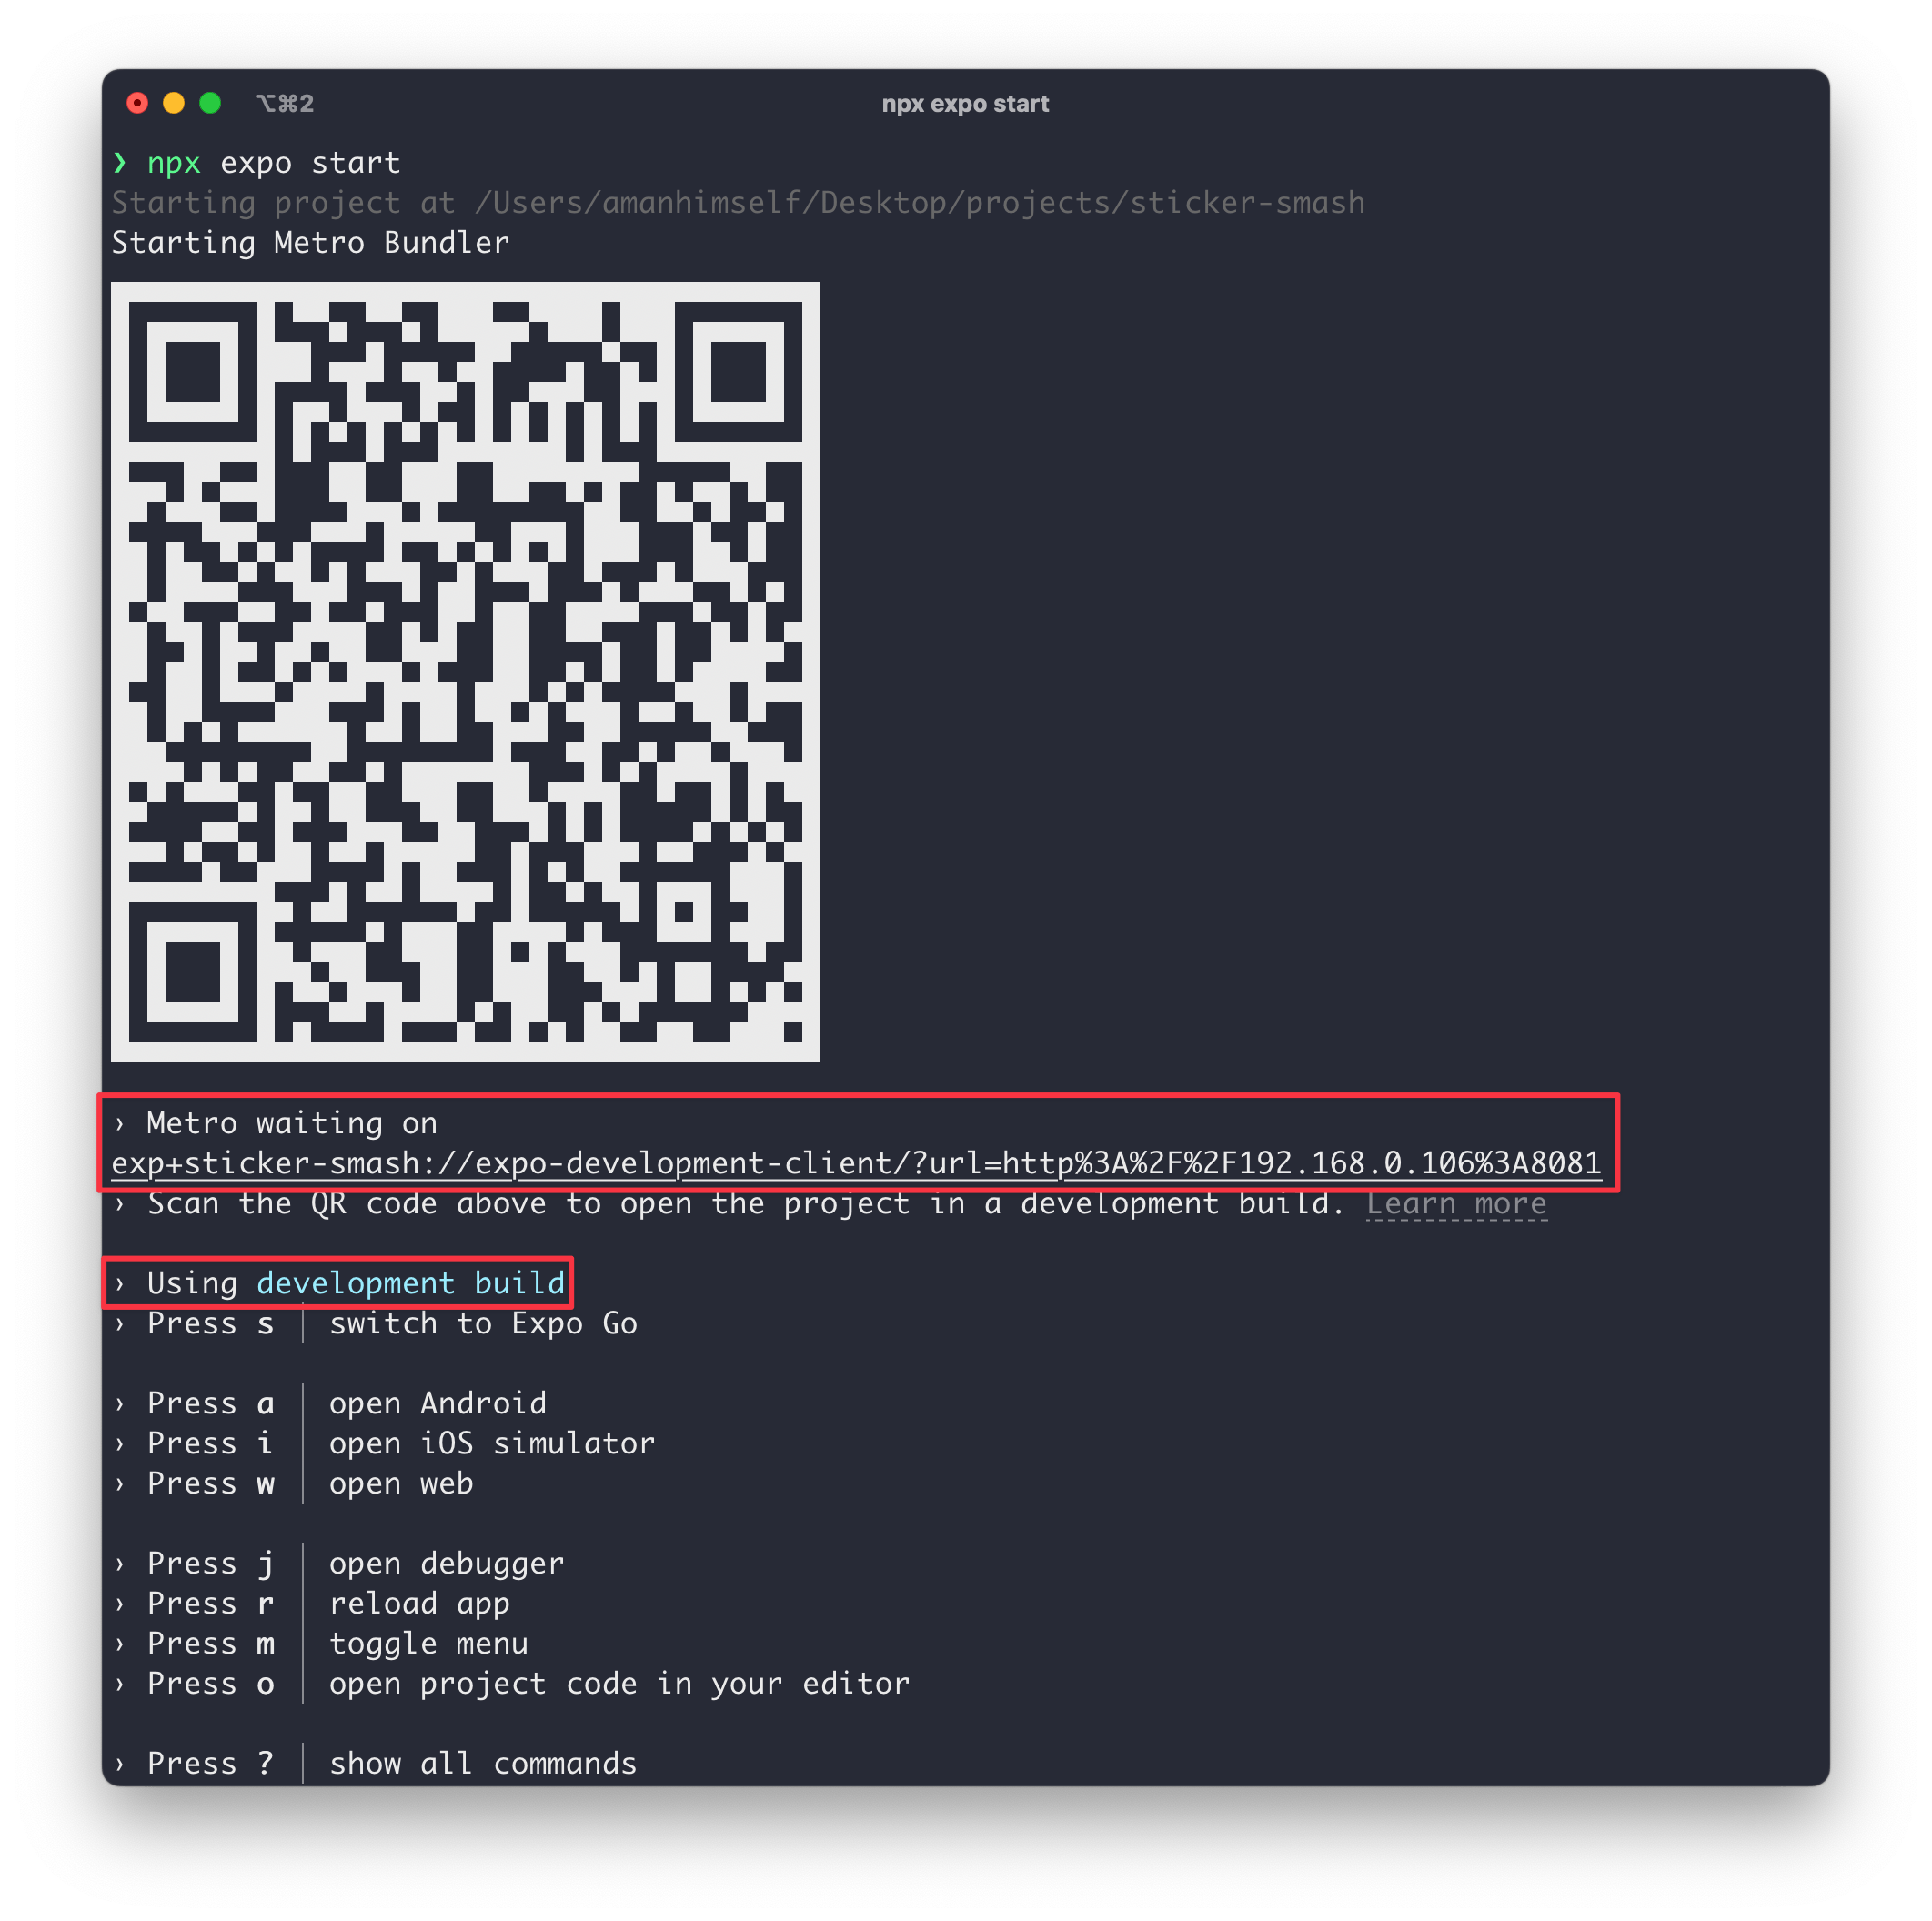 ⌥⌘2 npx expo start
❯ npx expo start
Starting project at /Users/amanhimself/Desktop/projects/sticker-smash
Starting Metro Bundler
› Metro waiting on
exp+sticker-smash://expo-development-client/?url=http%3A%2F%2F192.168.0.106%3A8081
› Scan the QR code above to open the project in a development build. Learn more
› Using development build
› Press s │ switch to Expo Go
› Press a │ open Android
› Press i │ open iOS simulator
› Press w │ open web
› Press j │ open debugger
› Press r │ reload app
› Press m │ toggle menu
› Press o │ open project code in your editor
› Press ? │ show all commands